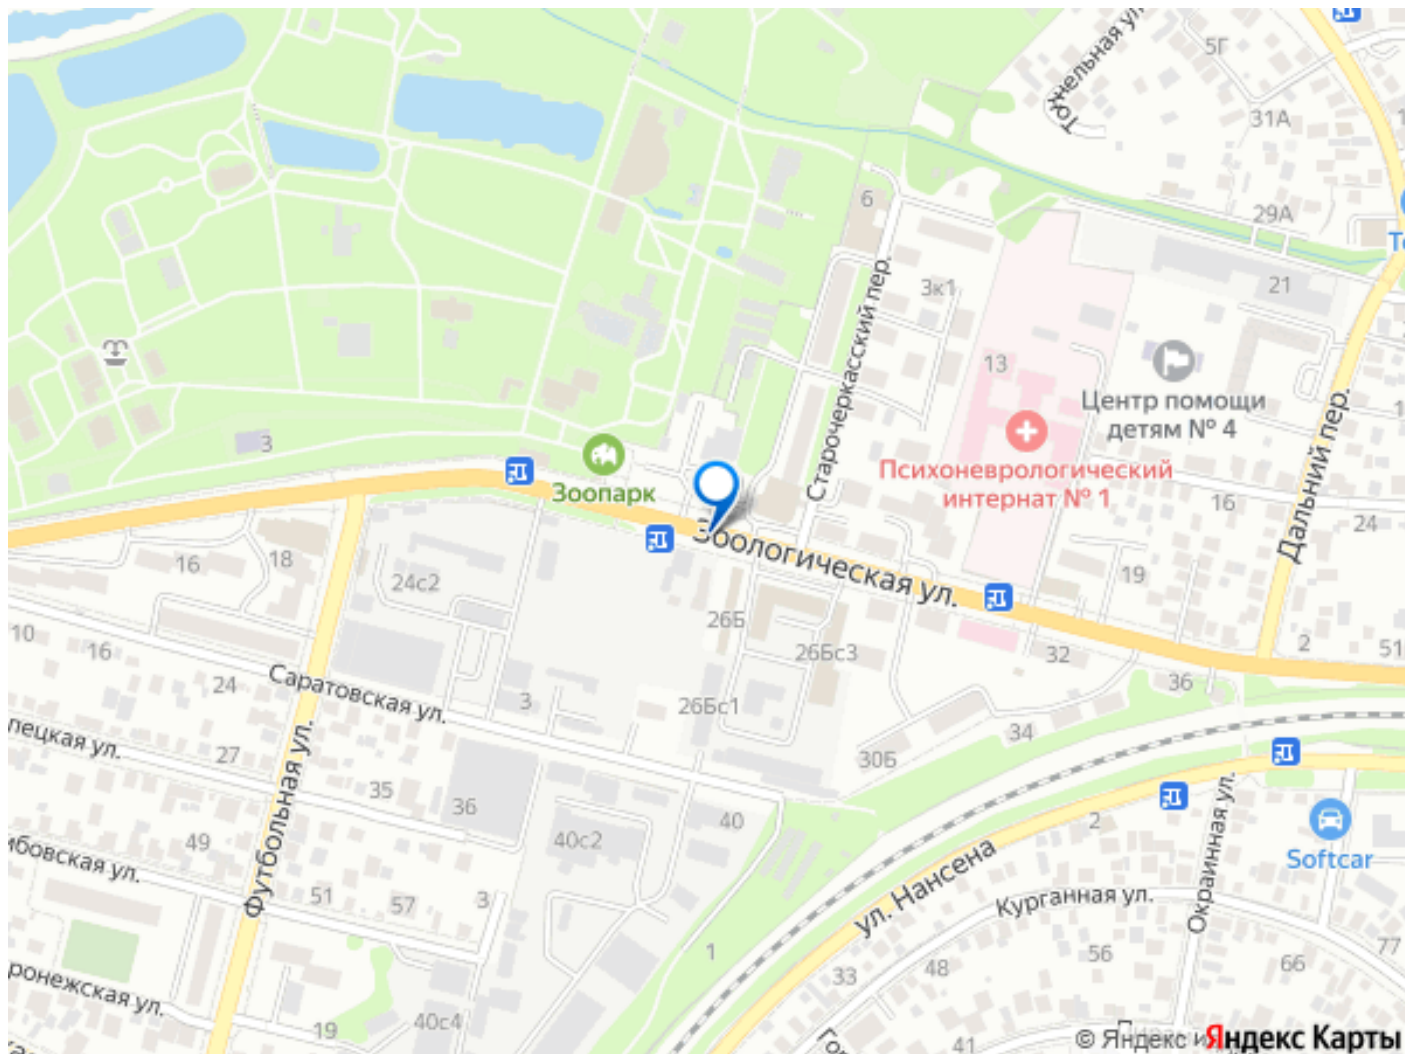 Тоннельная ул.
5Г
31А
29А
6
Старочеркасский пер.
3к1
21
13
Центр помощи
детям № 4
Психоневрологический
интернат № 1
Дальний пер.
16
24
3
Зоопарк
Зоологическая ул.
16
18
24с2
26Б
26Бс3
26Бс1
19
32
2
51
36
34
30Б
10
16
24
Саратовская ул.
3
пецкая ул.
27
35
36
Футбольная ул.
49
40
40с2
ибовская ул.
51
57
3
ронежская ул.
19
40с4
1
2
ул. Нансена
Окраинная ул.
Softcar
Курганная ул.
33
48
56
66
77
41
© Яндекс
Яндекс Карты